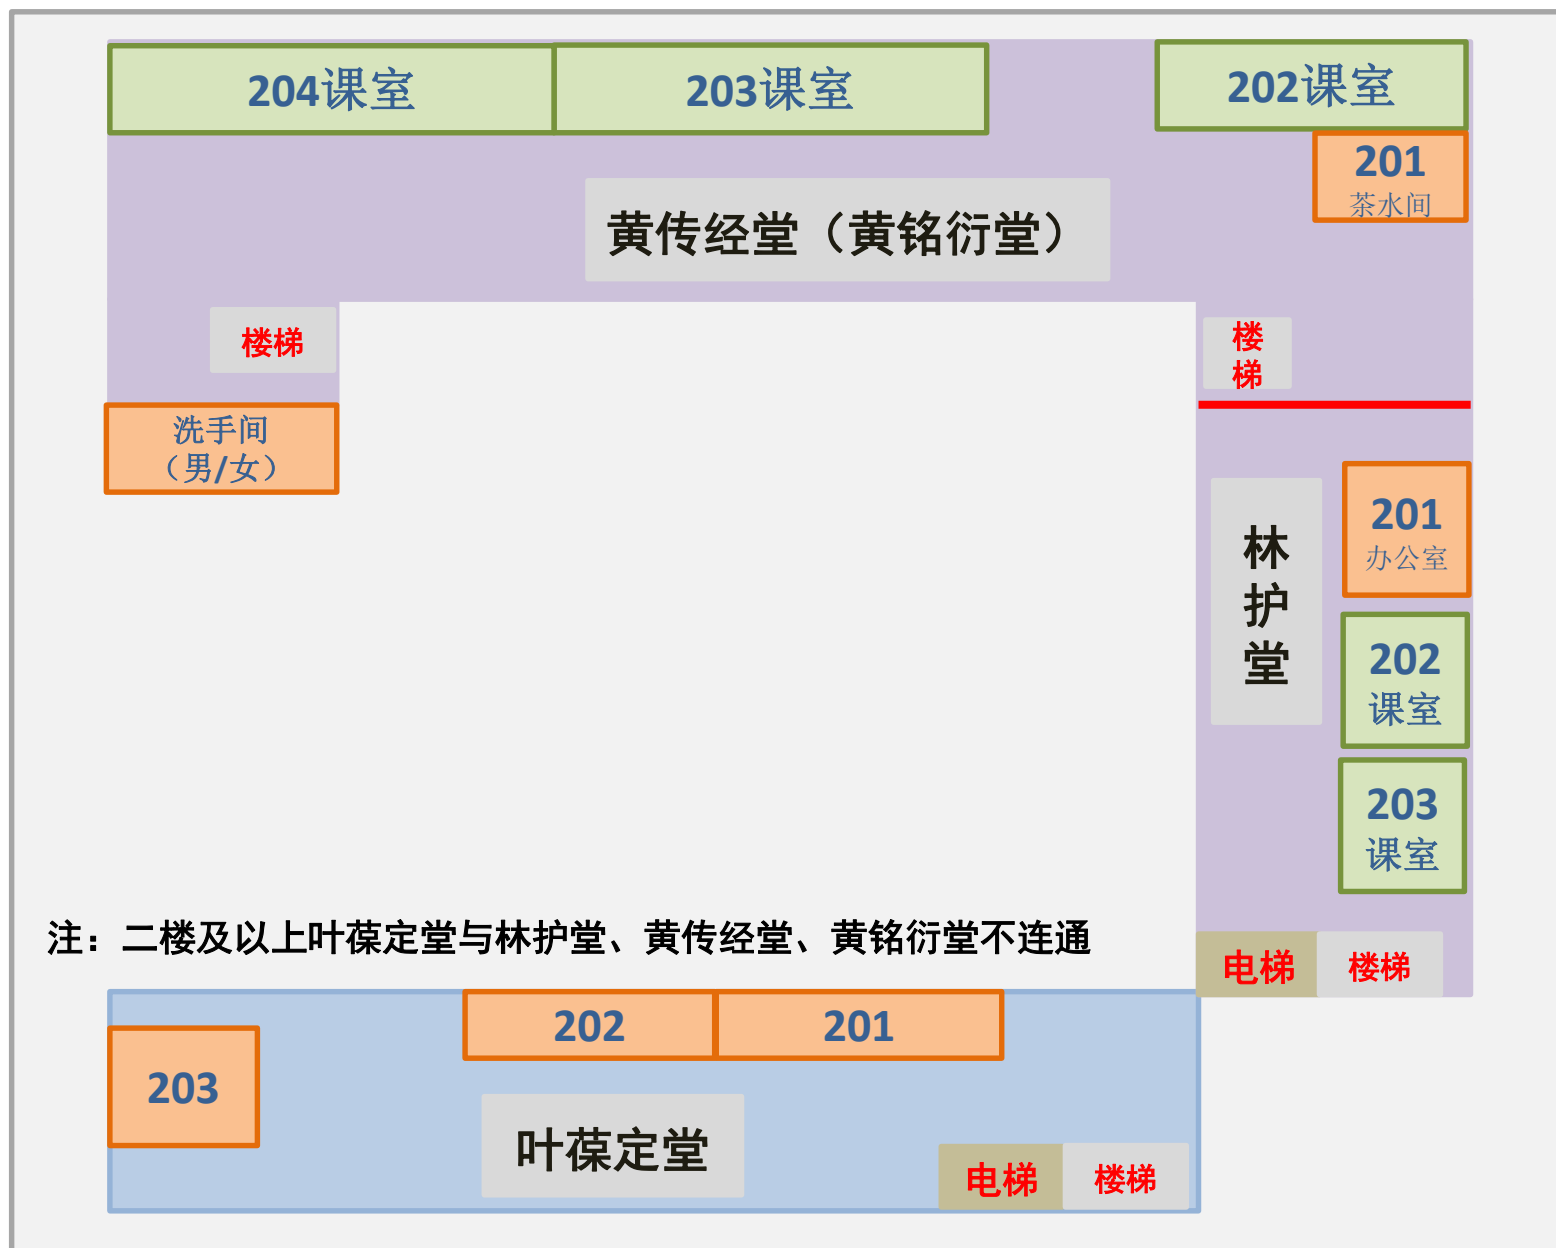 204课室
203课室
202课室
201
茶水间
黄传经堂（黄铭衍堂）
楼梯
楼
梯
洗手间
（男/女）
201
办公室
林
护
堂
202
课室
203
课室
注：二楼及以上叶葆定堂与林护堂、黄传经堂、黄铭衍堂不连通
电梯
楼梯
202
201
203
叶葆定堂
电梯
楼梯